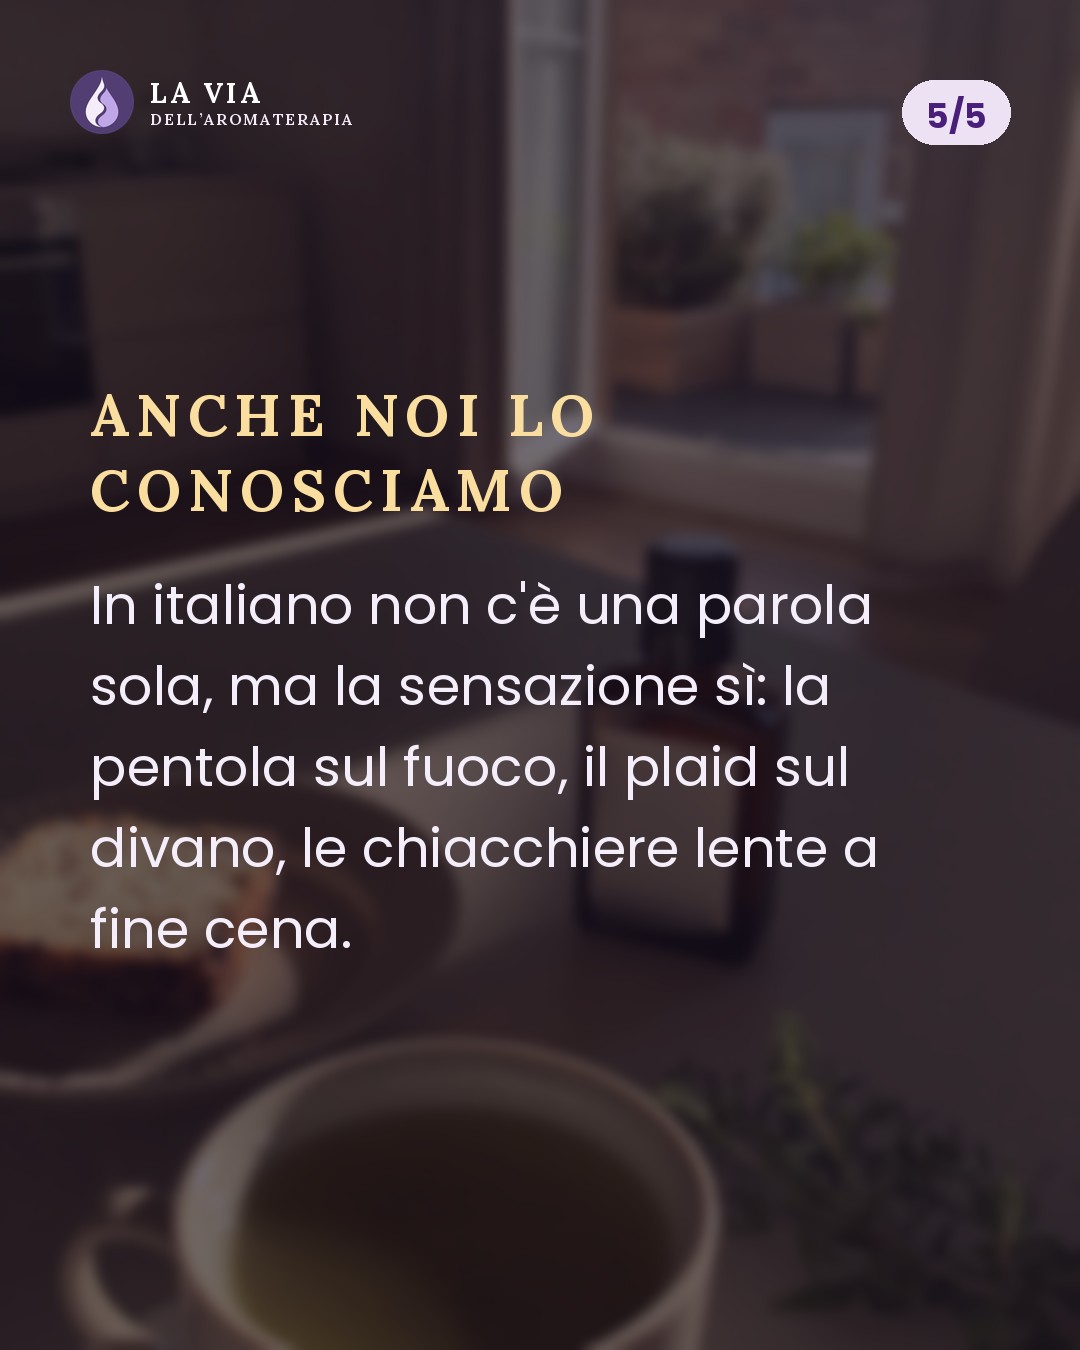 LA VIA
DELL'AROMATERAPIA
5/5
ANCHE NOI LO
CONOSCIAMO
In italiano non c'è una parola
sola, ma la sensazione sì: la
pentola sul fuoco, il plaid sul
divano, le chiacchiere lente a
fine cena.